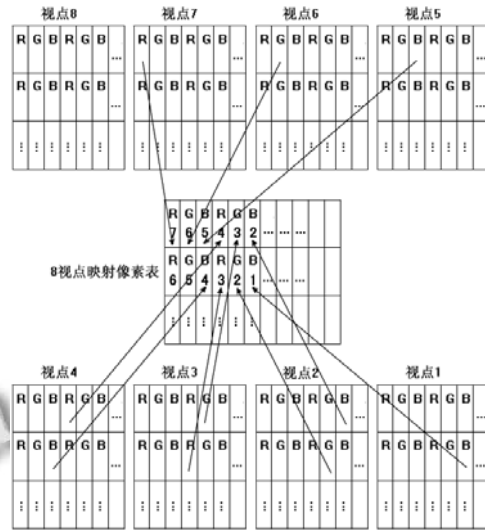 视点8 视点7 视点6 视点5
R G B R G B R G B R G B R G B R G B R G B R G B
... ... ... ...
R G B R G B R G B R G B R G B R G B R G B R G B
... ... ... ...
⋮ ⋮ ⋮ ⋮ ⋮ ⋮ ⋮ ⋮ ⋮ ⋮ ⋮ ⋮ ⋮ ⋮ ⋮ ⋮ ⋮ ⋮ ⋮ ⋮ ⋮ ⋮ ⋮ ⋮
R G B R G B
7 6 5 4 3 2 ... ... ...
8视点映射像素表
R G B R G B
6 5 4 3 2 1 ... ... ...
⋮ ⋮ ⋮ ⋮ ⋮ ⋮
视点4 视点3 视点2 视点1
R G B R G B R G B R G B R G B R G B R G B R G B
... ... ... ...
R G B R G B R G B R G B R G B R G B R G B R G B
... ... ... ...
⋮ ⋮ ⋮ ⋮ ⋮ ⋮ ⋮ ⋮ ⋮ ⋮ ⋮ ⋮ ⋮ ⋮ ⋮ ⋮ ⋮ ⋮ ⋮ ⋮ ⋮ ⋮ ⋮ ⋮